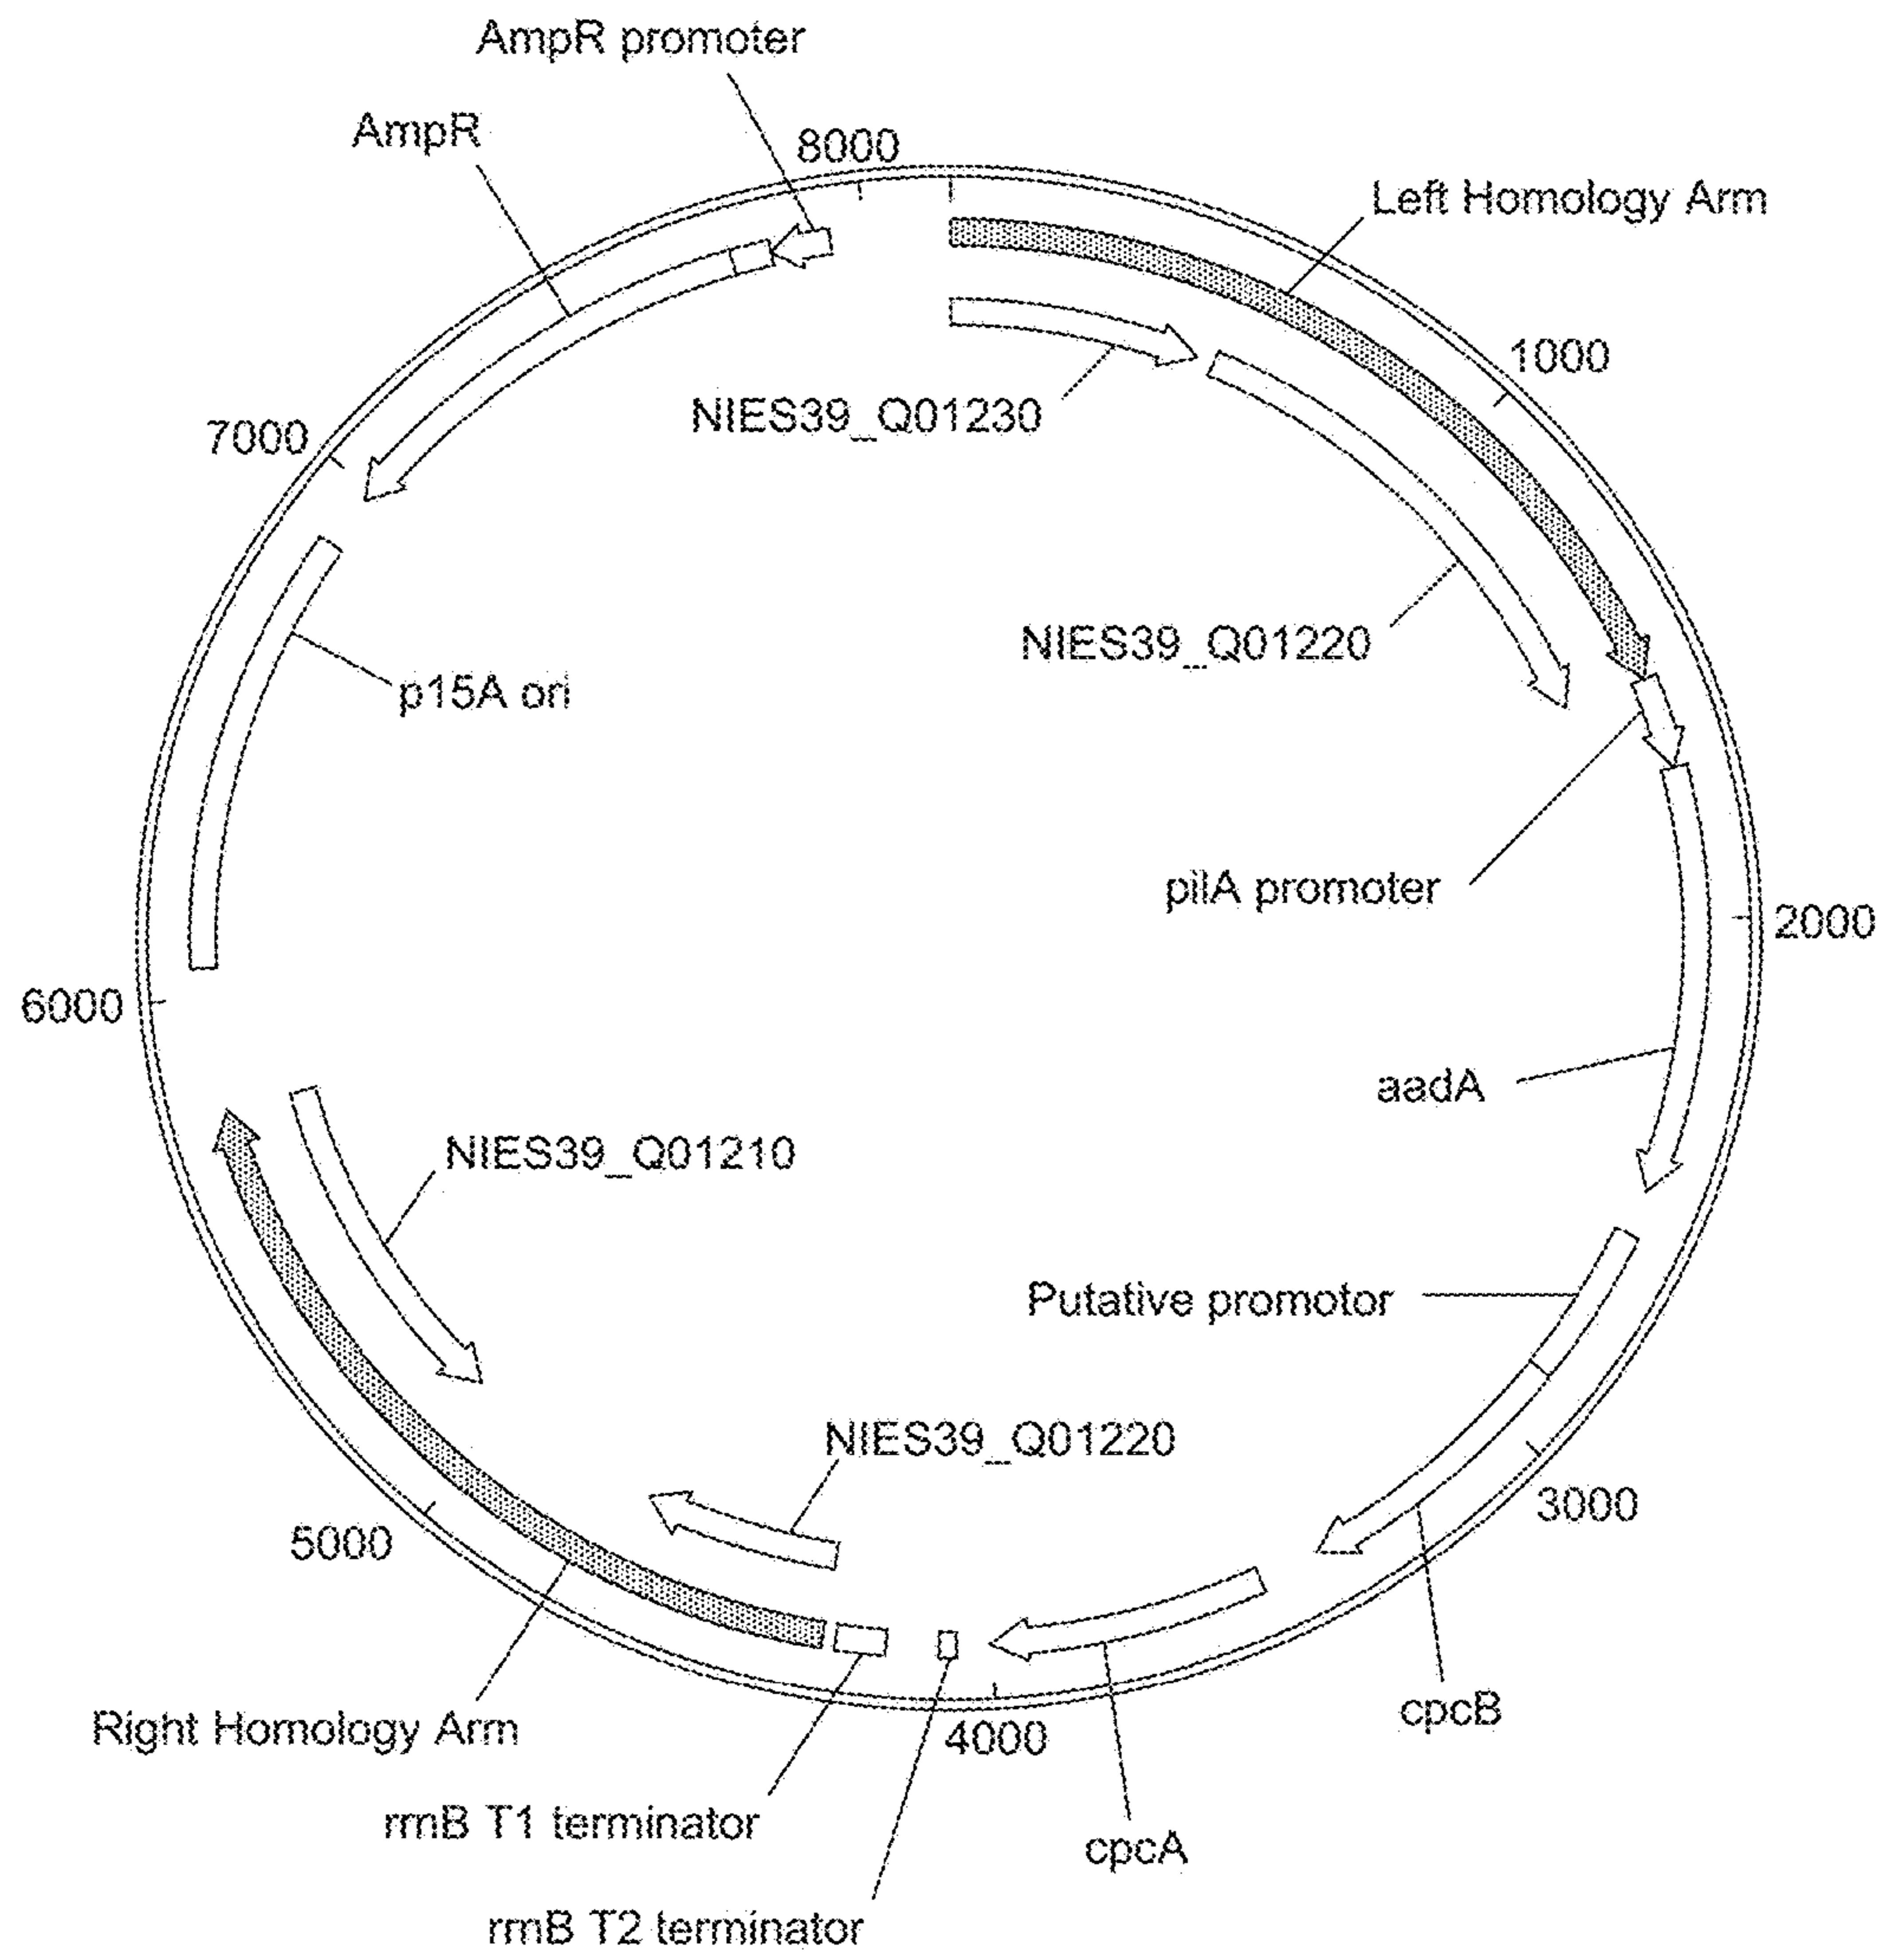 AmpR promoter
AmpR
8000
Left Homology Arm
1000
7000
NIES39_Q01230
NIES39_Q01220
p15A ori
pilA promoter
2000
6000
aadA
NIES39_Q01210
Putative promotor
NIES39_Q01220
3000
5000
cpcB
Right Homology Arm
4000
rrnB T1 terminator
cpcA
rrnB T2 terminator